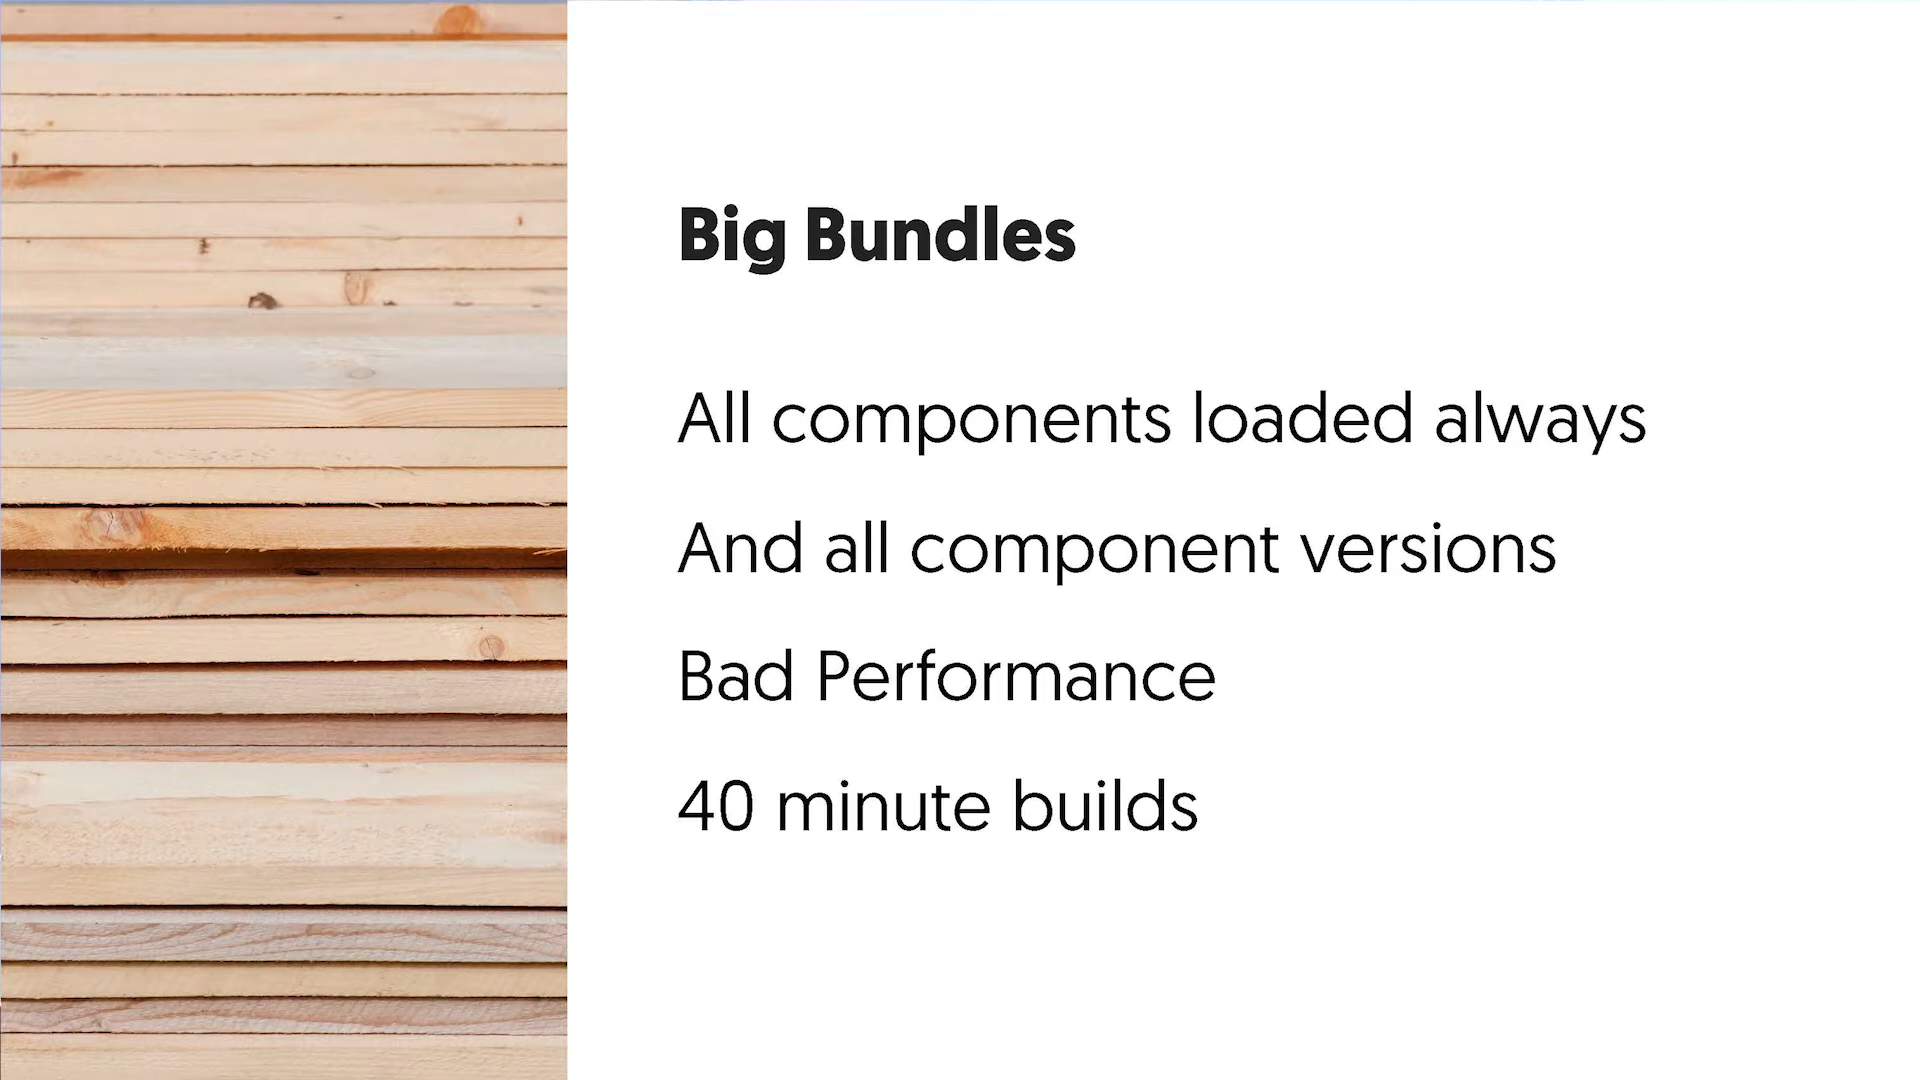 Big Bundles
All components loaded always
And all component versions
Bad Performance
40 minute builds